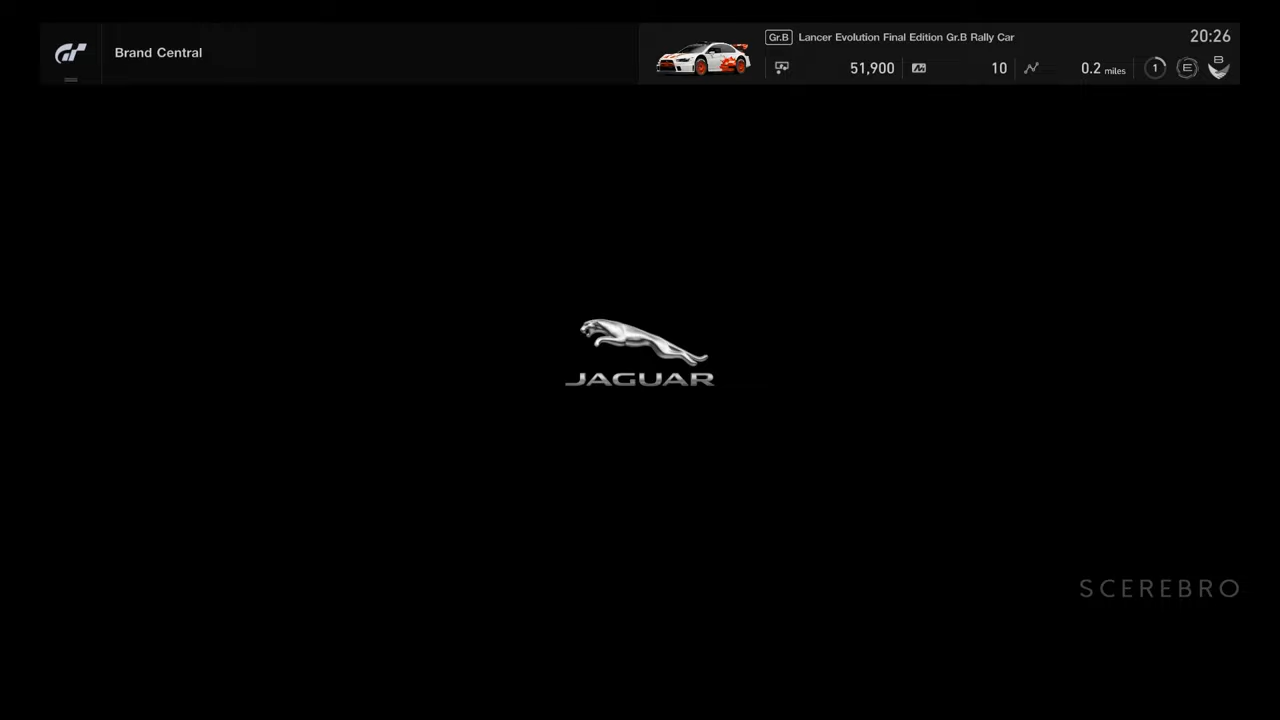 Brand Central
Gr.B Lancer Evolution Final Edition Gr.B Rally Car
20:26
51,900 10 0.2 miles 1 E B
JAGUAR
SCEREBRO